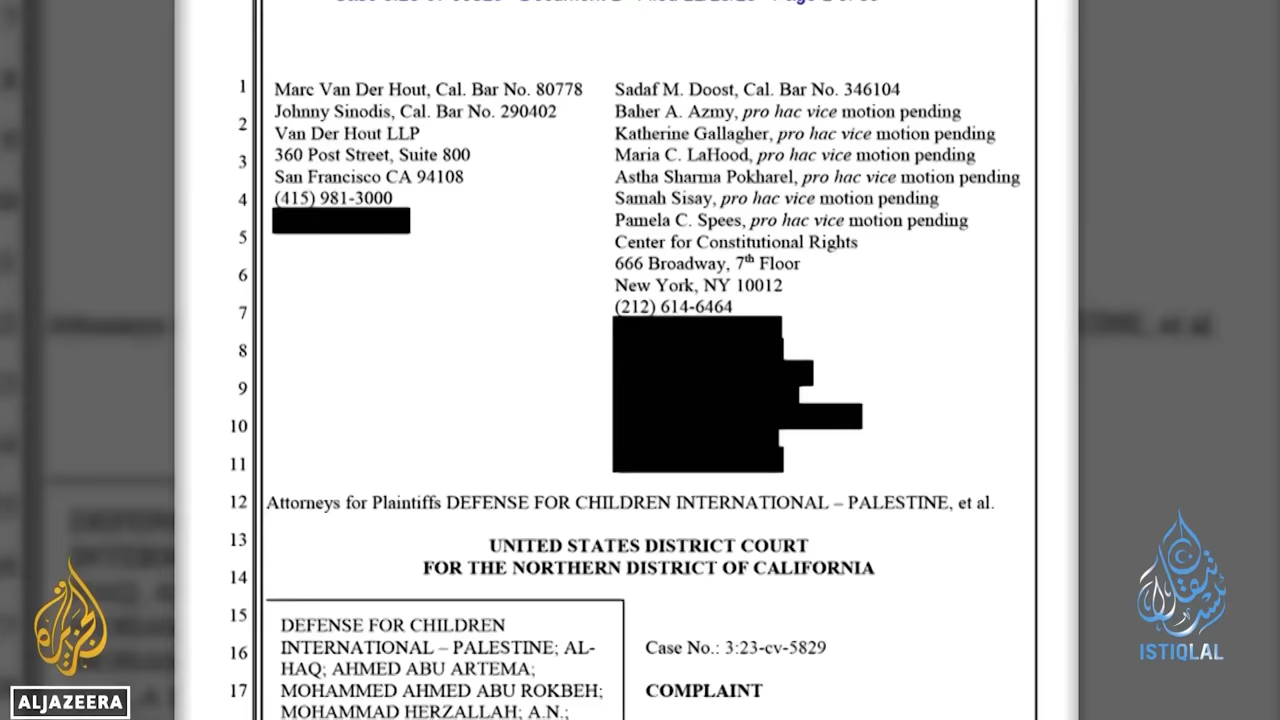 1
Marc Van Der Hout, Cal. Bar No. 80778
Johnny Sinodis, Cal. Bar No. 290402
2
Van Der Hout LLP
3
360 Post Street, Suite 800
San Francisco CA 94108
4
(415) 981-3000
Sadaf M. Doost, Cal. Bar No. 346104
Baher A. Azmy, pro hac vice motion pending
Katherine Gallagher, pro hac vice motion pending
Maria C. LaHood, pro hac vice motion pending
Astha Sharma Pokharel, pro hac vice motion pending
Samah Sisay, pro hac vice motion pending
Pamela C. Spees, pro hac vice motion pending
5
Center for Constitutional Rights
666 Broadway, 7th Floor
6
New York, NY 10012
7
(212) 614-6464
8
9
10
11
12
Attorneys for Plaintiffs DEFENSE FOR CHILDREN INTERNATIONAL – PALESTINE, et al.
13
UNITED STATES DISTRICT COURT
14
FOR THE NORTHERN DISTRICT OF CALIFORNIA
15
DEFENSE FOR CHILDREN
16
INTERNATIONAL – PALESTINE; AL-
HAQ; AHMED ABU ARTEMA;
17
MOHAMMED AHMED ABU ROKBEH;
MOHAMMAD HERZALLAH; A.N.;
Case No.: 3:23-cv-5829
COMPLAINT
الجزيرة
ALJAZEERA
استقلال
ISTIQLAL